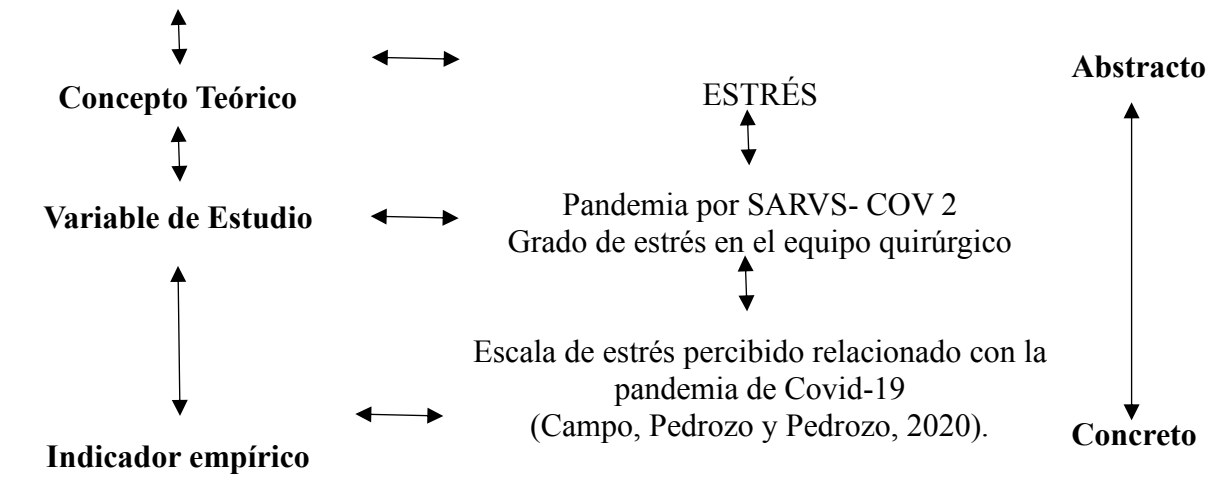 Concepto Teórico
ESTRÉS
Abstracto
Variable de Estudio
Pandemia por SARVS- COV 2
Grado de estrés en el equipo quirúrgico
Indicador empírico
Escala de estrés percibido relacionado con la
pandemia de Covid-19
(Campo, Pedrozo y Pedrozo, 2020).
Concreto